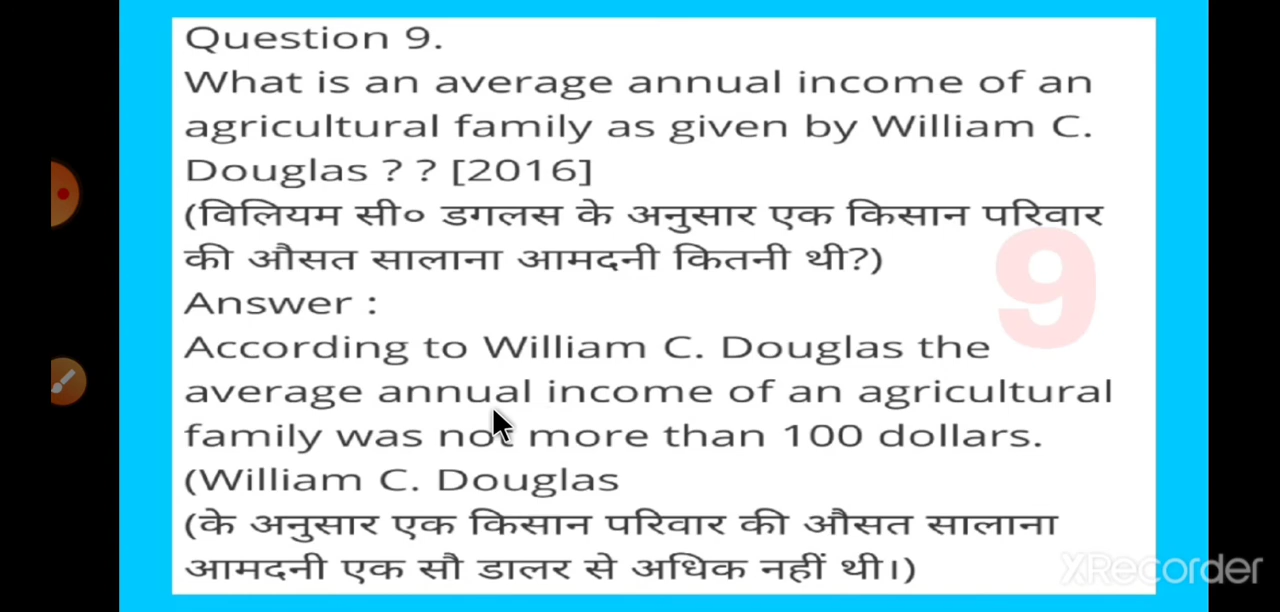 Question 9.
What is an average annual income of an
agricultural family as given by William C.
Douglas ? ? [2016]
(विलियम सी० डगलस के अनुसार एक किसान परिवार
की औसत सालाना आमदनी कितनी थी?)
9
Answer :
According to William C. Douglas the
average annual income of an agricultural
family was not more than 100 dollars.
(William C. Douglas
(के अनुसार एक किसान परिवार की औसत सालाना
आमदनी एक सौ डालर से अधिक नहीं थी।)
XRecorder